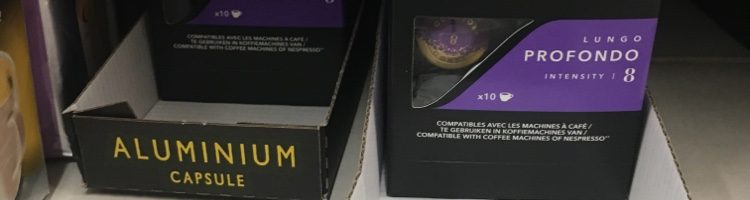 x10
COMPATIBLES AVEC LES MACHINES À CAFÉ /
TE GEBRUIKEN IN KOFFIEMACHINES VAN /
COMPATIBLE WITH COFFEE MACHINES OF NESPRESSO*
ALUMINIUM
CAPSULE
8
LUNGO
PROFONDO
INTENSITY | 8
x10
COMPATIBLES AVEC LES MACHINES À CAFÉ /
TE GEBRUIKEN IN KOFFIEMACHINES VAN /
COMPATIBLE WITH COFFEE MACHINES OF NESPRESSO*